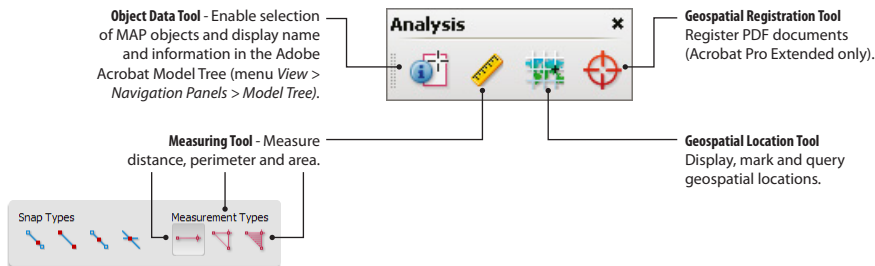 Object Data Tool - Enable selection
of MAP objects and display name
and information in the Adobe
Acrobat Model Tree (menu View >
Navigation Panels > Model Tree).
Analysis
Geospatial Registration Tool
Register PDF documents
(Acrobat Pro Extended only).
Measuring Tool - Measure
distance, perimeter and area.
Geospatial Location Tool
Display, mark and query
geospatial locations.
Snap Types
Measurement Types